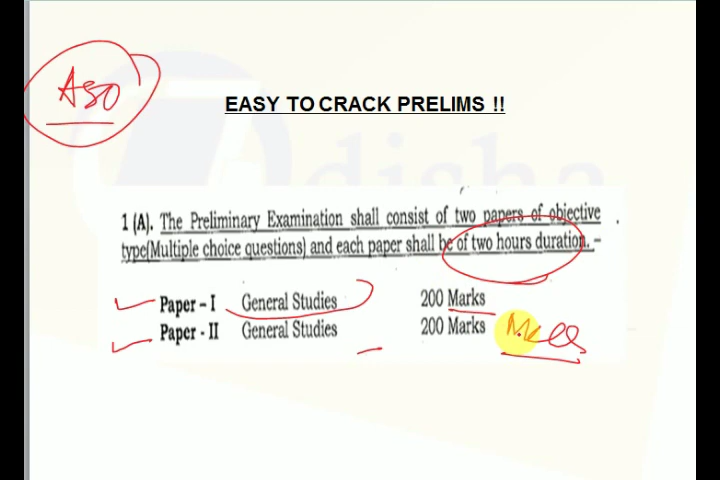 ASO
EASY TO CRACK PRELIMS !!
1 (A). The Preliminary Examination shall consist of two papers of objective
type(Multiple choice questions) and each paper shall be of two hours duration. –
Paper – I General Studies 200 Marks
Paper - II General Studies 200 Marks